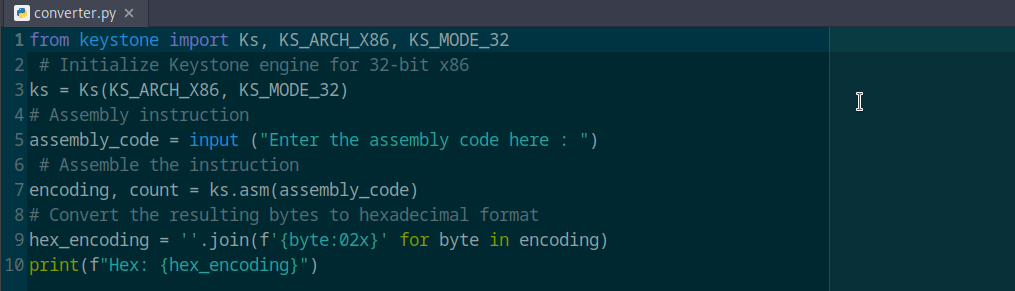 converter.py ×
1 from keystone import Ks, KS_ARCH_X86, KS_MODE_32
2  # Initialize Keystone engine for 32-bit x86
3 ks = Ks(KS_ARCH_X86, KS_MODE_32)
4 # Assembly instruction
5 assembly_code = input ("Enter the assembly code here : ")
6  # Assemble the instruction
7 encoding, count = ks.asm(assembly_code)
8 # Convert the resulting bytes to hexadecimal format
9 hex_encoding = ''.join(f'{byte:02x}' for byte in encoding)
10 print(f"Hex: {hex_encoding}")